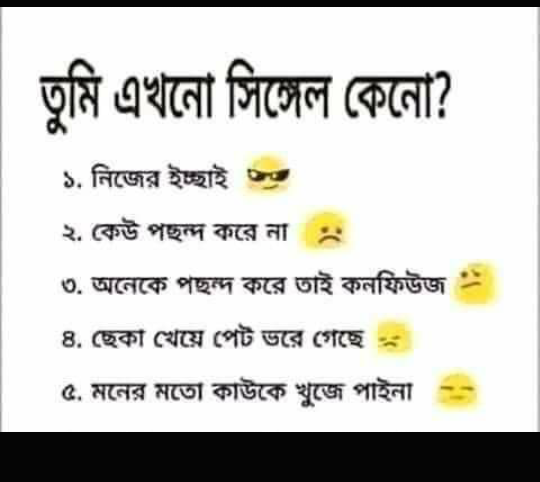 তুমি এখনো সিঙ্গেল কেনো?
১. নিজের ইচ্ছাই 😎
২. কেউ পছন্দ করে না ☹️
৩. অনেকে পছন্দ করে তাই কনফিউজ 🤔
৪. ছেকা খেয়ে পেট ভরে গেছে 😞
৫. মনের মতো কাউকে খুজে পাইনা 😑